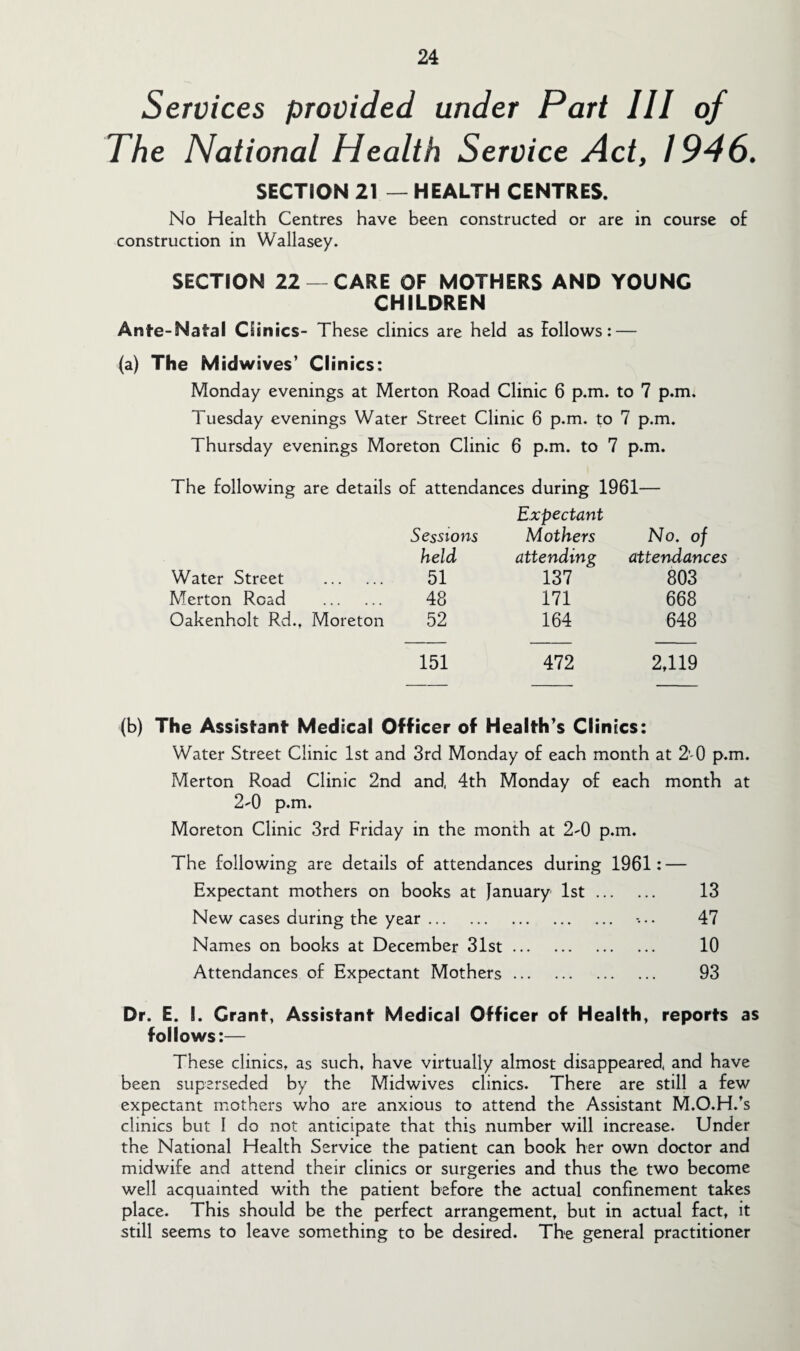 24
Services provided under Part III of
The National Health Service Act, 1946.
SECTION 21 — HEALTH CENTRES.
No Health Centres have been constructed or are in course of
construction in Wallasey.
SECTION 22 — CARE OF MOTHERS AND YOUNG
CHILDREN
Ante-Natal Clinics- These clinics are held as follows: —
(a) The Midwives' Clinics:
Monday evenings at Merton Road Clinic 6 p.m. to 7 p.m.
Tuesday evenings Water Street Clinic 6 p.m. to 7 p.m.
Thursday evenings Moreton Clinic 6 p.m. to 7 p.m.
The following are details of attendances during 1961—
Expectant
Sessions Mothers No. of
held attending attendances
Water Street ... ... 51 137 803
Merton Road ... ... 48 171 668
Oakenholt Rd., Moreton 52 164 648
151 472 2,119
(b) The Assistant Medical Officer of Health's Clinics:
Water Street Clinic 1st and 3rd Monday of each month at 2-0 p.m.
Merton Road Clinic 2nd and, 4th Monday of each month at
2-0 p.m.
Moreton Clinic 3rd Friday in the month at 2-0 p.m.
The following are details of attendances during 1961: —
Expectant mothers on books at January 1st ... ... 13
New cases during the year ... ... ... ... ... ... 47
Names on books at December 31st ... ... ... ... 10
Attendances of Expectant Mothers ... ... ... ... 93
Dr. E. I. Grant, Assistant Medical Officer of Health, reports as
follows:—
These clinics, as such, have virtually almost disappeared, and have
been superseded by the Midwives clinics. There are still a few
expectant mothers who are anxious to attend the Assistant M.O.H.'s
clinics but I do not anticipate that this number will increase. Under
the National Health Service the patient can book her own doctor and
midwife and attend their clinics or surgeries and thus the two become
well acquainted with the patient before the actual confinement takes
place. This should be the perfect arrangement, but in actual fact, it
still seems to leave something to be desired. The general practitioner